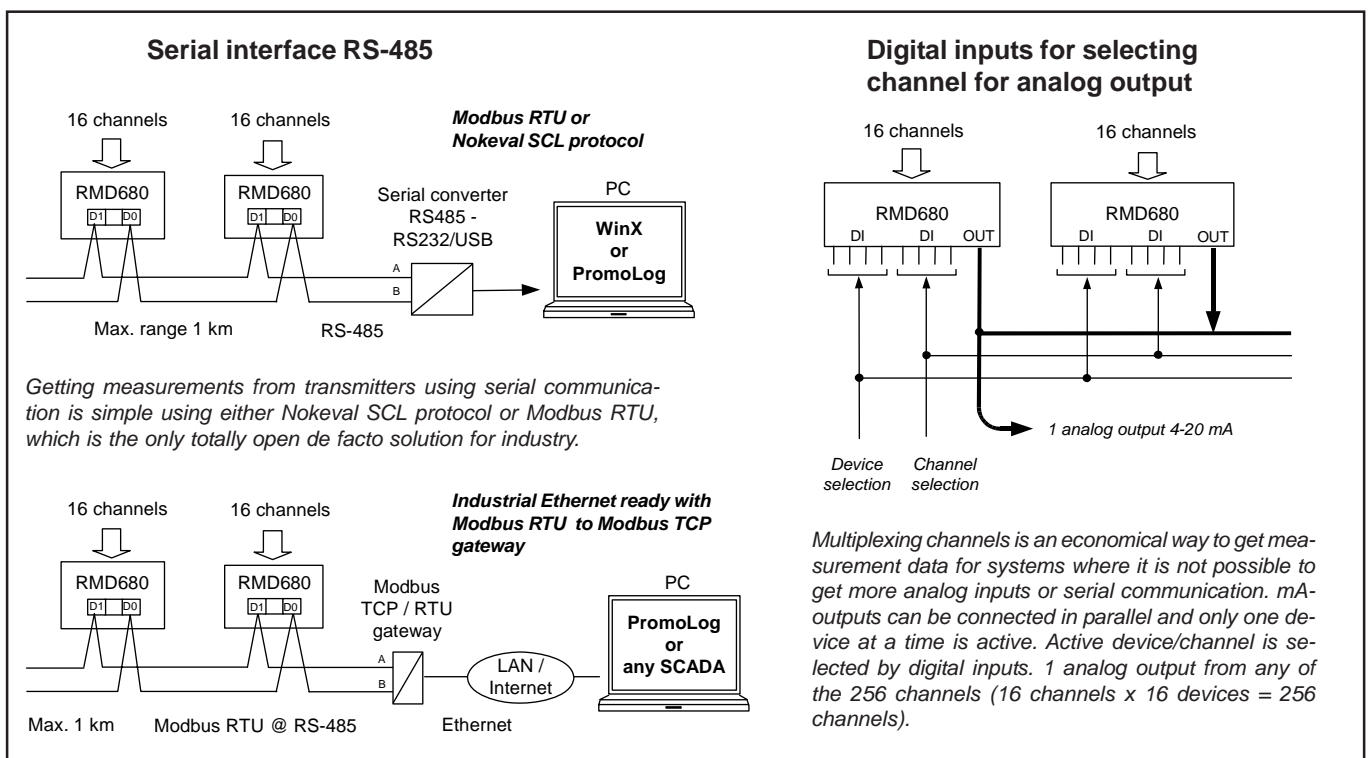 Serial interface RS-485
16 channels
16 channels
Modbus RTU or
Nokeval SCL protocol
RMD680
D1 D0
RMD680
D1 D0
Serial converter
RS485 -
RS232/USB
A
B
PC
WinX
or
PromoLog
Max. range 1 km
RS-485
Getting measurements from transmitters using serial communica-
tion is simple using either Nokeval SCL protocol or Modbus RTU,
which is the only totally open de facto solution for industry.
16 channels
16 channels
Industrial Ethernet ready with
Modbus RTU to Modbus TCP
gateway
RMD680
D1 D0
RMD680
D1 D0
Modbus
TCP / RTU
gateway
A
B
LAN /
Internet
PC
PromoLog
or
any SCADA
Max. 1 km
Modbus RTU @ RS-485
Ethernet
Digital inputs for selecting
channel for analog output
16 channels
16 channels
RMD680
DI DI OUT
RMD680
DI DI OUT
1 analog output 4-20 mA
Device
selection
Channel
selection
Multiplexing channels is an economical way to get mea-
surement data for systems where it is not possible to
get more analog inputs or serial communication. mA-
outputs can be connected in parallel and only one de-
vice at a time is active. Active device/channel is se-
lected by digital inputs. 1 analog output from any of
the 256 channels (16 channels x 16 devices = 256
channels).